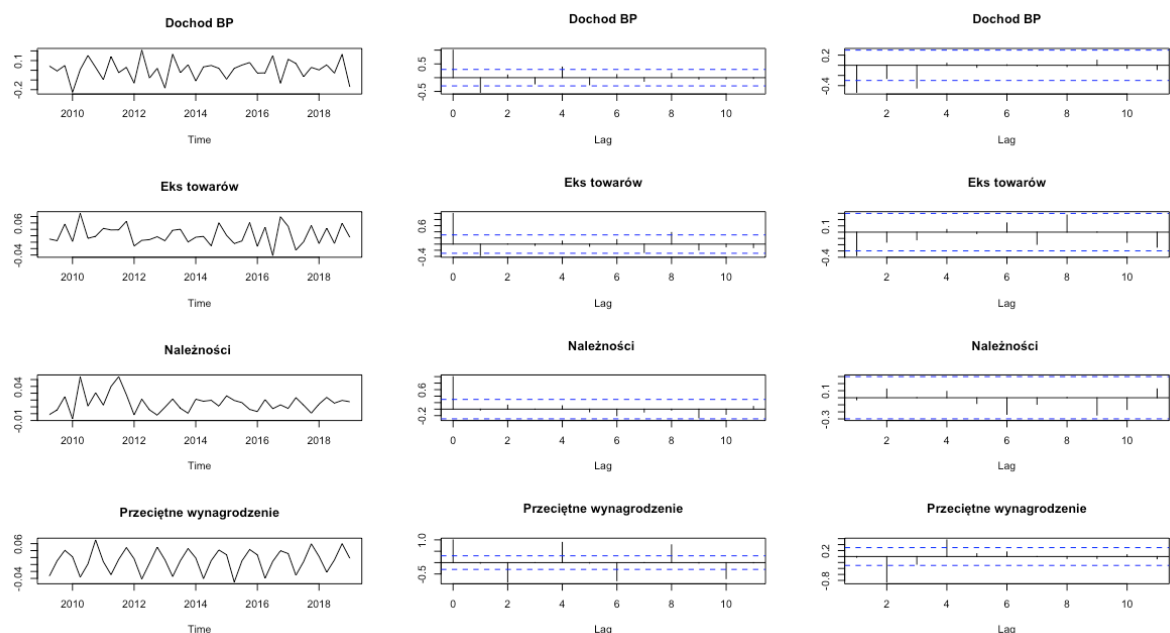 Dochod BP
0.1
-0.2
2010 2012 2014 2016 2018
Time
Dochod BP
0.5
-0.5
0 2 4 6 8 10
Lag
Dochod BP
0.2
-0.4
2 4 6 8 10
Lag
Eks towarów
0.06
-0.04
2010 2012 2014 2016 2018
Time
Eks towarów
0.6
-0.4
0 2 4 6 8 10
Lag
Eks towarów
0.1
-0.4
2 4 6 8 10
Lag
Należności
0.04
-0.01
2010 2012 2014 2016 2018
Time
Należności
0.6
-0.2
0 2 4 6 8 10
Lag
Należności
0.1
-0.3
2 4 6 8 10
Lag
Przeciętne wynagrodzenie
0.06
-0.04
2010 2012 2014 2016 2018
Time
Przeciętne wynagrodzenie
1.0
-0.5
0 2 4 6 8 10
Lag
Przeciętne wynagrodzenie
0.2
-0.8
2 4 6 8 10
Lag